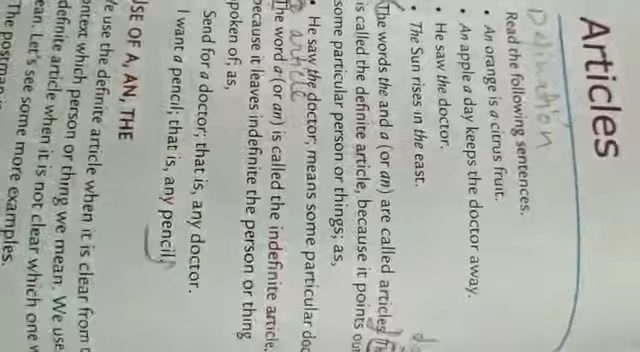 Articles
Defination
Read the following sentences.
• An orange is a citrus fruit.
• An apple a day keeps the doctor away.
• He saw the doctor.
• The Sun rises in the east.
The words the and a (or an) are called articles.
is called the definite article, because it points out
some particular person or things; as,
• He saw the doctor; means some particular doc
article
The word a (or an) is called the indefinite article,
because it leaves indefinite the person or thing
spoken of; as,
Send for a doctor; that is, any doctor.
I want a pencil; that is, any pencil.
USE OF A, AN, THE
We use the definite article when it is clear from
context which person or thing we mean. We use
definite article when it is not clear which one
ean. Let's see some more examples.
The postman